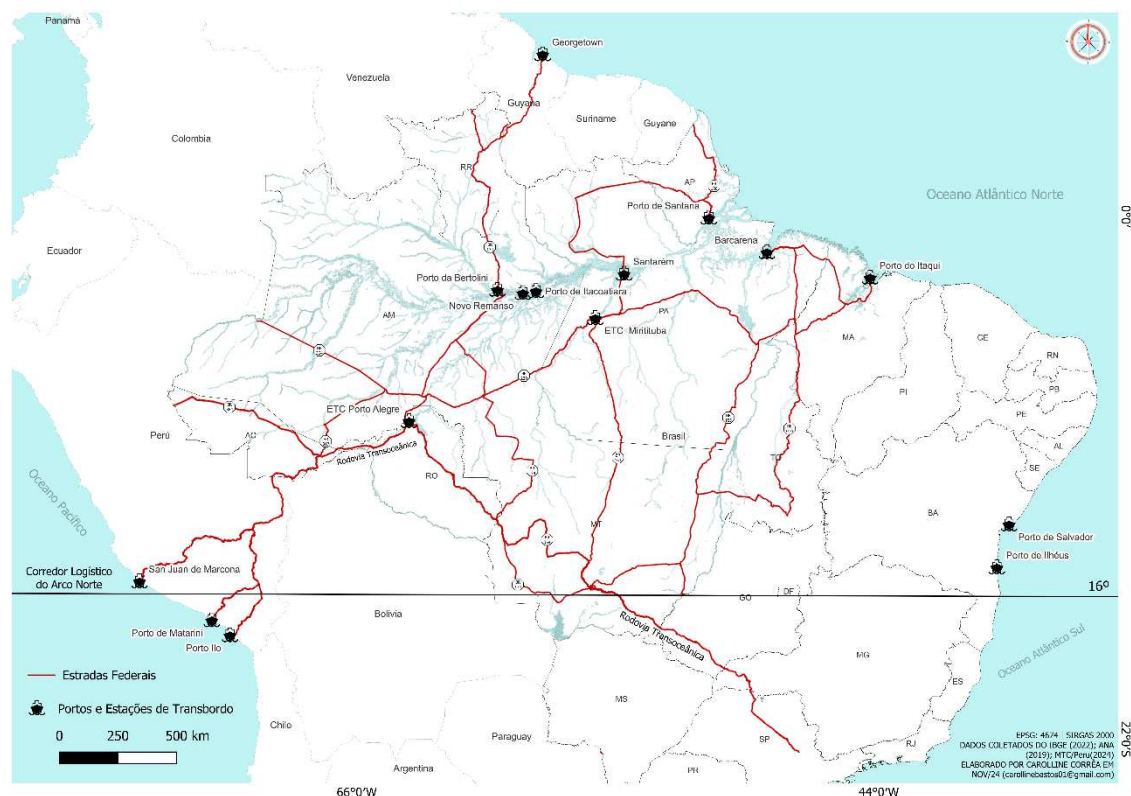 Panamá
Georgetown
Venezuela
Guyana
Suriname
Guyane
Colombia
RR
AP
Oceano Atlântico Norte
Porto de Santana
0°0'
Ecuador
Barcarena
Santarém
Porto do Itaqui
Porto da Bertolini
Porto de Itacoatiara
Novo Remanso
AM
PA
ETC Miritituba
MA
CE
RN
PB
PI
PE
AL
SE
ETC Porto Alegre
Perú
AC
Rodovia Transoceânica
Brasil
RO
TO
Oceano Pacífico
MT
BA
Porto de Salvador
Porto de Ilhéus
San Juan de Marcona
Corredor Logístico
do Arco Norte
16º
GO
DF
Bolivia
Porto de Matarini
Porto Ilo
Rodovia Transoceânica
Oceano Atlântico Sul
MG
ES
Estradas Federais
MS
Portos e Estações de Transbordo
Chile
Paraguay
SP
RJ
0 250 500 km
PR
Argentina
22°0'S
EPSG: 4674 SIRGAS 2000
DADOS COLETADOS DO IBGE (2022); ANA
(2019); MTC/Peru(2024)
ELABORADO POR CAROLLINE CORRÊA EM
NOV/24 (carollinebastos01@gmail.com)
66°0'W
44°0'W